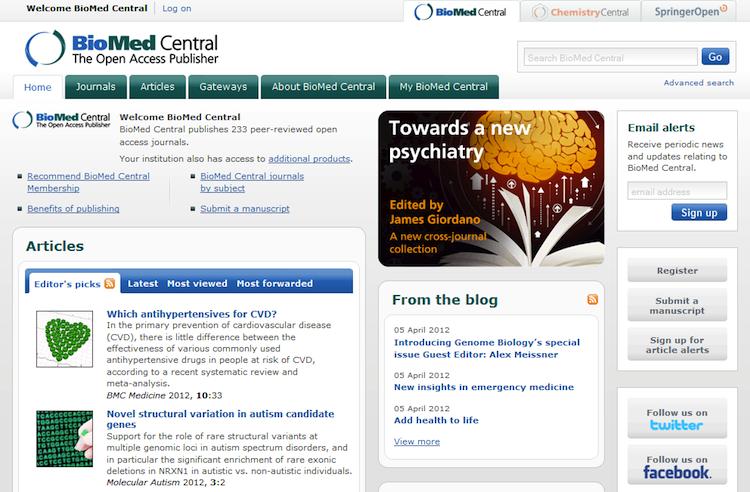 Welcome BioMed Central
Log on
BioMed Central
ChemistryCentral
SpringerOpen
BioMed Central
The Open Access Publisher
Search BioMed Central
Go
Advanced search
Home
Journals
Articles
Gateways
About BioMed Central
My BioMed Central
BioMed Central
The Open Access Publisher
Welcome BioMed Central
BioMed Central publishes 233 peer-reviewed open
access journals.
Your institution also has access to additional products.
Recommend BioMed Central
Membership
BioMed Central journals
by subject
Benefits of publishing
Submit a manuscript
Articles
Editor's picks
Latest
Most viewed
Most forwarded
Which antihypertensives for CVD?
In the primary prevention of cardiovascular disease
(CVD), there is little difference between the
effectiveness of various commonly used
antihypertensive drugs in people at risk of CVD,
according to a recent systematic review and
meta-analysis.
BMC Medicine 2012, 10:33
Novel structural variation in autism candidate
genes
Support for the role of rare structural variants at
multiple genomic loci in autism spectrum disorders, and
in particular the significant enrichment of rare exonic
deletions in NRXN1 in autistic vs. non-autistic individuals.
Molecular Autism 2012, 3:2
Towards a new
psychiatry
Edited by
James Giordano
A new cross-journal
collection
From the blog
05 April 2012
Introducing Genome Biology's special
issue Guest Editor: Alex Meissner
05 April 2012
New insights in emergency medicine
05 April 2012
Add health to life
View more
Email alerts
Receive periodic news
and updates relating to
BioMed Central.
email address
Sign up
Register
Submit a
manuscript
Sign up for
article alerts
Follow us on
twitter
Follow us on
facebook.